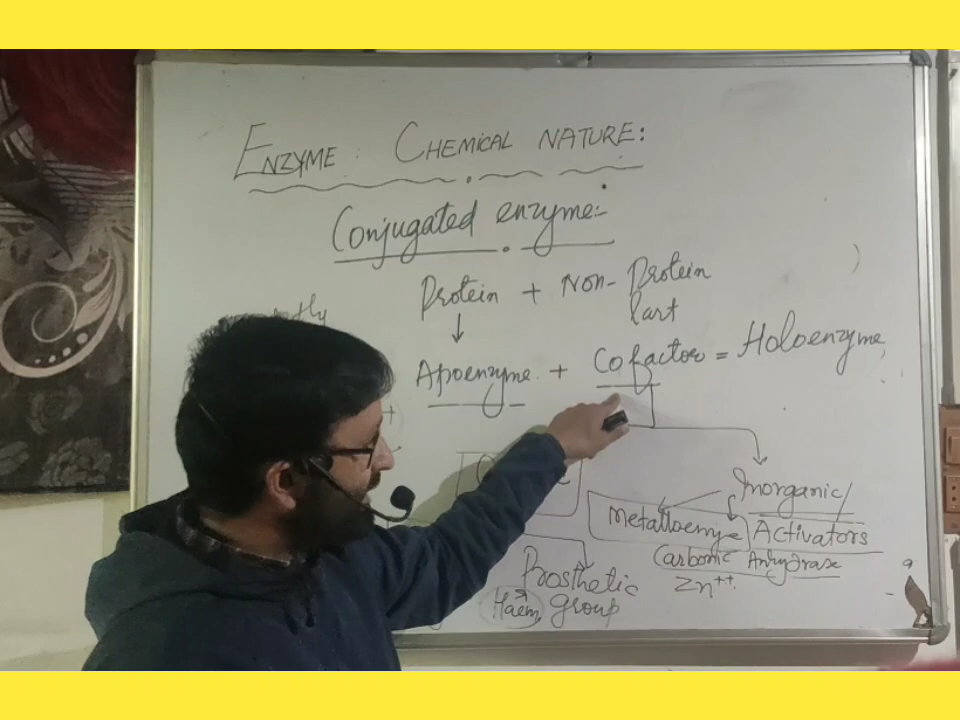 ENZYME: CHEMICAL NATURE:
Conjugated enzyme:-
Protein + Non-Protein
Part
Apoenzyme + Cofactor = Holoenzyme
Inorganic/
Metalloenzye Activators
Carbonic Anhydrase
Zn++
Prosthetic
Haem group